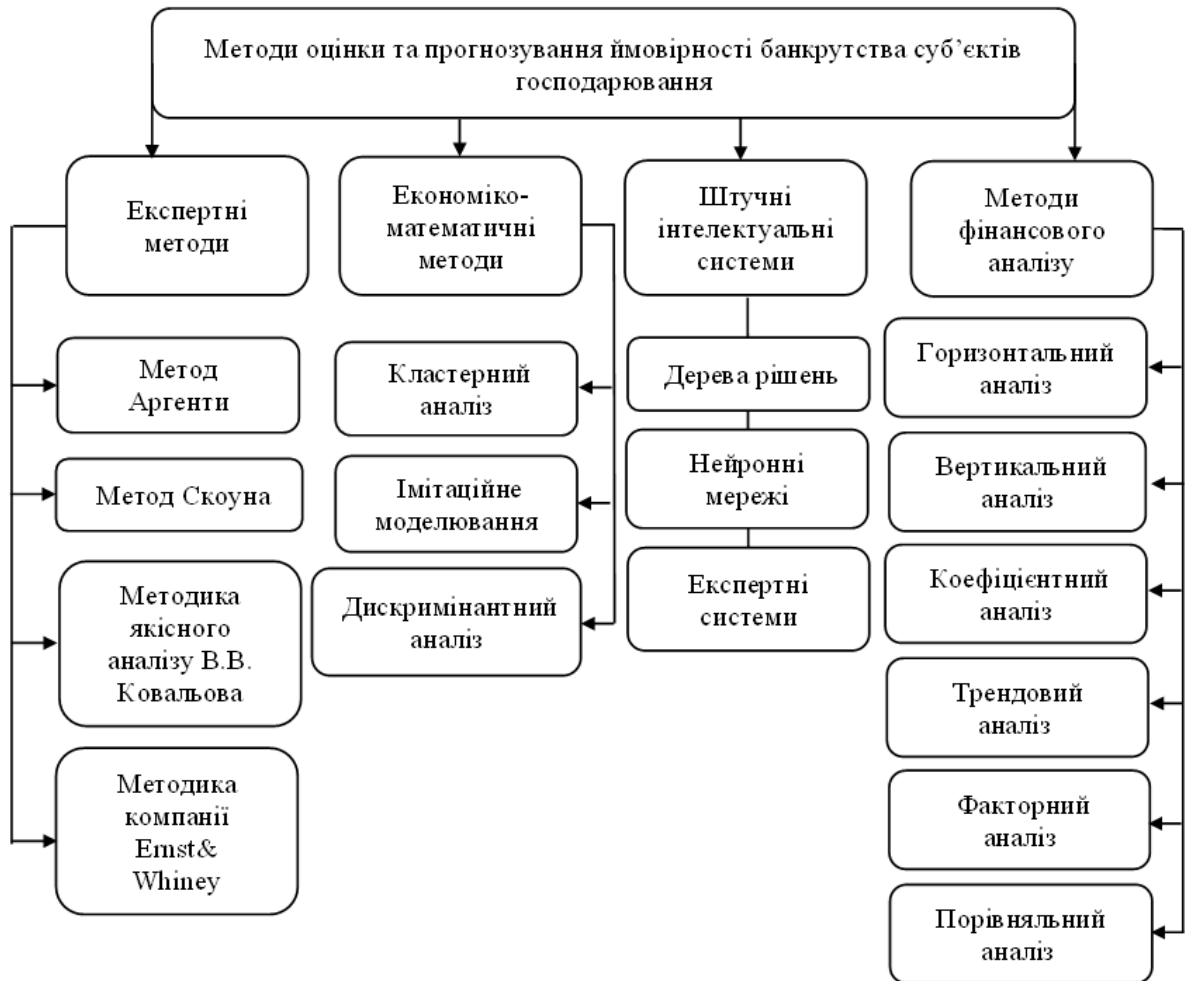 Методи оцінки та прогнозування ймовірності банкрутства суб’єктів
господарювання
Експертні
методи
Метод
Аргенти
Метод Скоуна
Методика
якісного
аналізу В.В.
Ковальова
Методика
компанії
Ernst&
Whiney
Економіко-
математичні
методи
Кластерний
аналіз
Імітаційне
моделювання
Дискримінантний
аналіз
Штучні
інтелектуальні
системи
Дерева рішень
Нейронні
мережі
Експертні
системи
Методи
фінансового
аналізу
Горизонтальний
аналіз
Вертикальний
аналіз
Коефіцієнтний
аналіз
Трендовий
аналіз
Факторний
аналіз
Порівняльний
аналіз